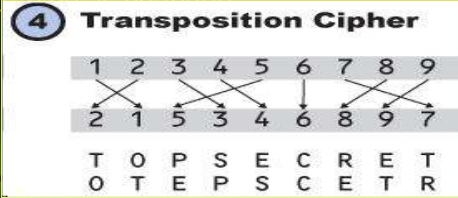 4 Transposition Cipher
1 2 3 4 5 6 7 8 9
2 1 5 3 4 6 8 9 7
T O P S E C R E T
O T E P S C E T R